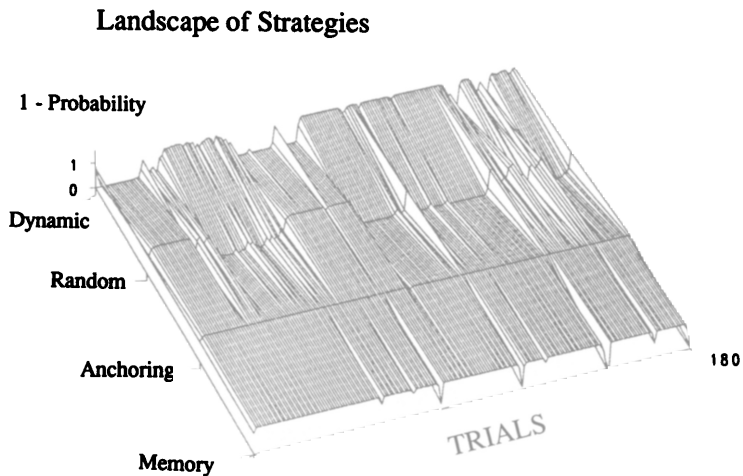 Landscape of Strategies
1 - Probability
1
0
Dynamic
Random
Anchoring
Memory
TRIALS
180